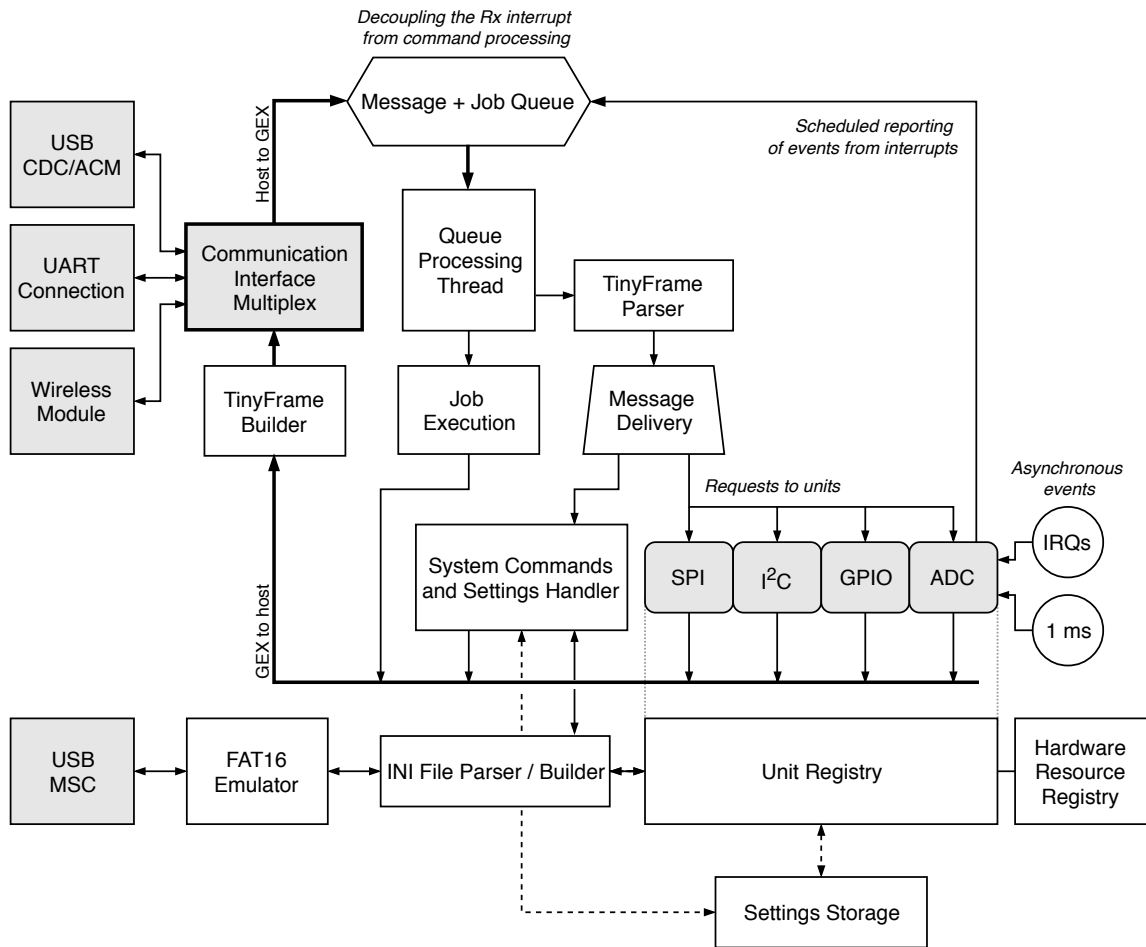 Decoupling the Rx interrupt
from command processing
Message + Job Queue
USB
CDC/ACM
Host to GEX
Scheduled reporting
of events from interrupts
UART
Connection
Communication
Interface
Multiplex
Queue
Processing
Thread
TinyFrame
Parser
Wireless
Module
TinyFrame
Builder
Job
Execution
Message
Delivery
Requests to units
Asynchronous
events
IRQs
System Commands
and Settings Handler
SPI
I²C
GPIO
ADC
1 ms
GEX to host
USB
MSC
FAT16
Emulator
INI File Parser / Builder
Unit Registry
Hardware
Resource
Registry
Settings Storage